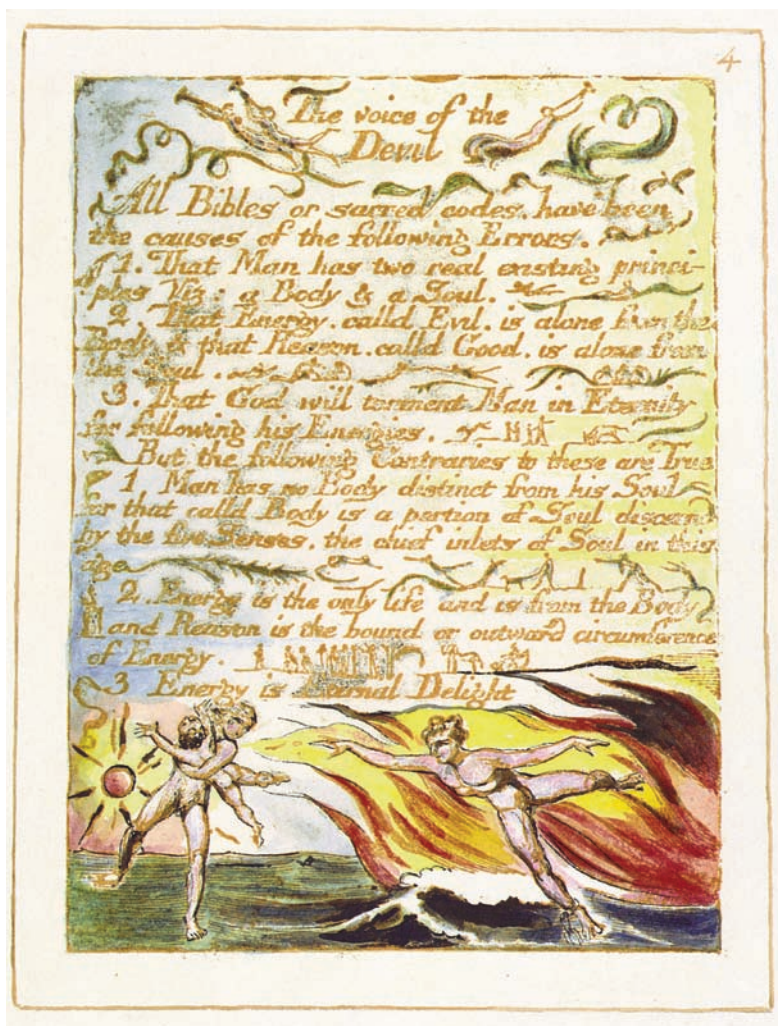 4
The voice of the
Devil
All Bibles or sacred codes. have been
the causes of the following Errors.
1. That Man has two real existing princi-
ples Viz: a Body & a Soul.
2. That Energy. calld Evil. is alone from the
Body. & that Reason. calld Good. is alone from
the Soul.
3. That God will torment Man in Eternity
for following his Energies.
But the following Contraries to these are True
1 Man has no Body distinct from his Soul
for that calld Body is a portion of Soul discernd
by the five Senses. the chief inlets of Soul in this
age
2. Energy is the only life and is from the Body
and Reason is the bound or outward circumference
of Energy.
3 Energy is Eternal Delight